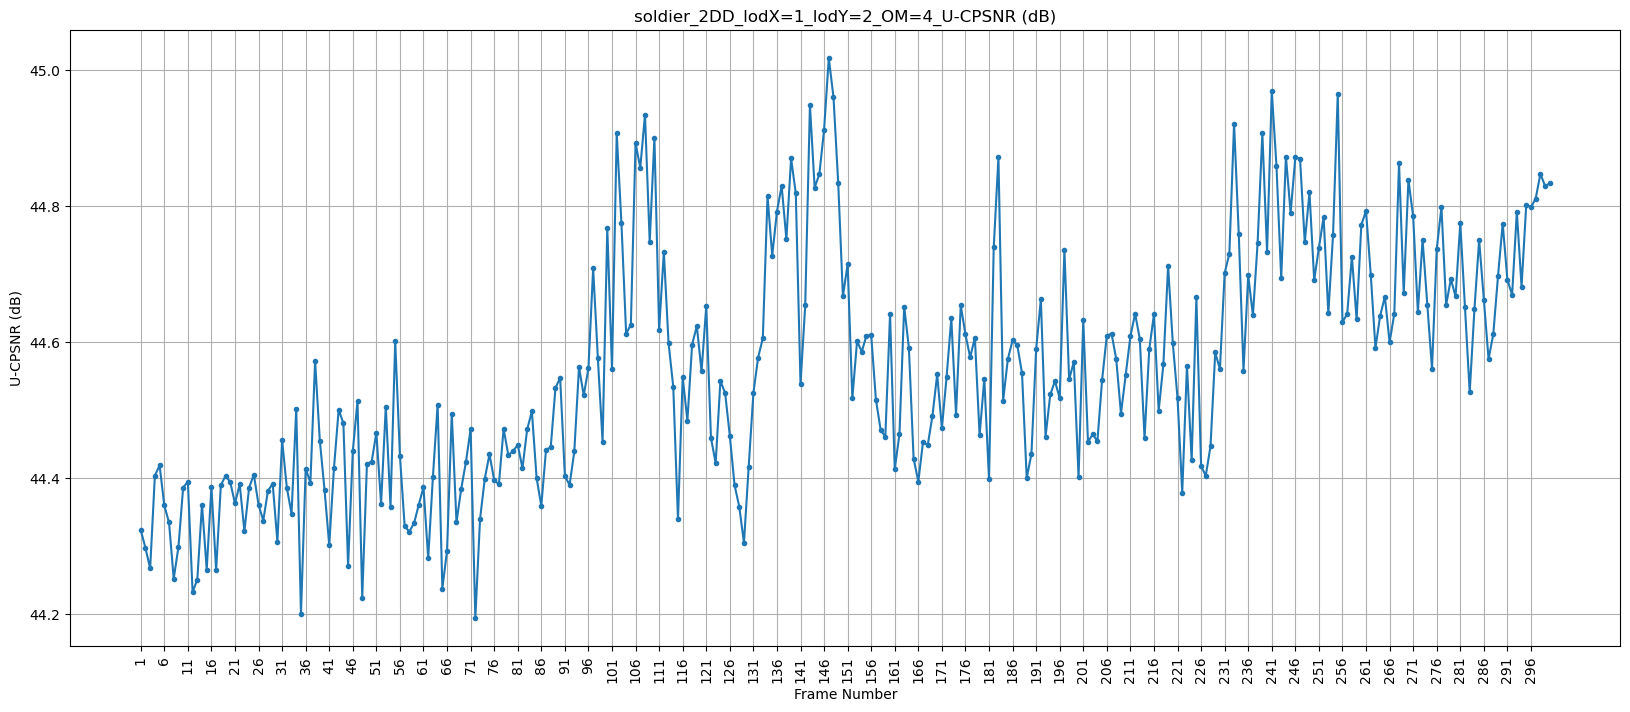 soldier_2DD_lodX=1_lodY=2_OM=4_U-CPSNR (dB)
U-CPSNR (dB)
45.0
44.8
44.6
44.4
44.2
1 6 11 16 21 26 31 36 41 46 51 56 61 66 71 76 81 86 91 96 101 106 111 116 121 126 131 136 141 146 151 156 161 166 171 176 181 186 191 196 201 206 211 216 221 226 231 236 241 246 251 256 261 266 271 276 281 286 291 296
Frame Number